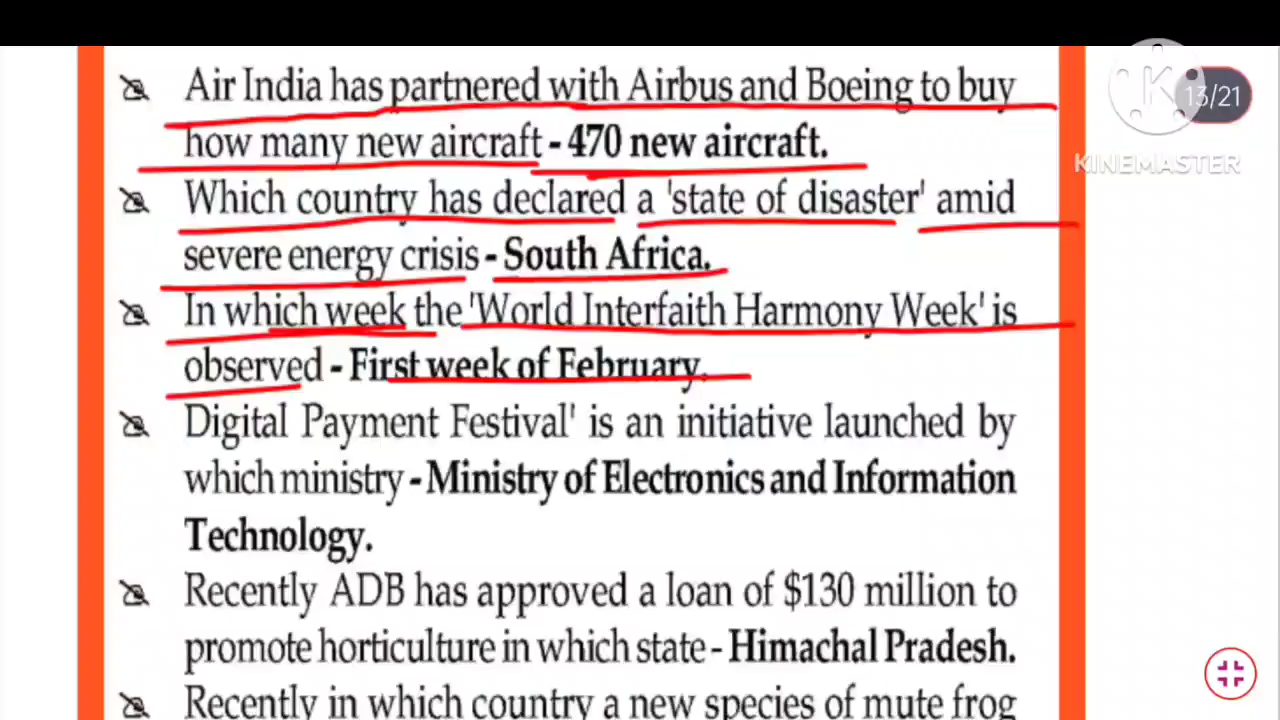 Air India has partnered with Airbus and Boeing to buy
how many new aircraft - 470 new aircraft.
Which country has declared a 'state of disaster' amid
severe energy crisis - South Africa.
In which week the 'World Interfaith Harmony Week' is
observed - First week of February.
Digital Payment Festival' is an initiative launched by
which ministry - Ministry of Electronics and Information
Technology.
Recently ADB has approved a loan of $130 million to
promote horticulture in which state - Himachal Pradesh.
Recently in which country a new species of mute frog
13/21
K
KINEMASTER